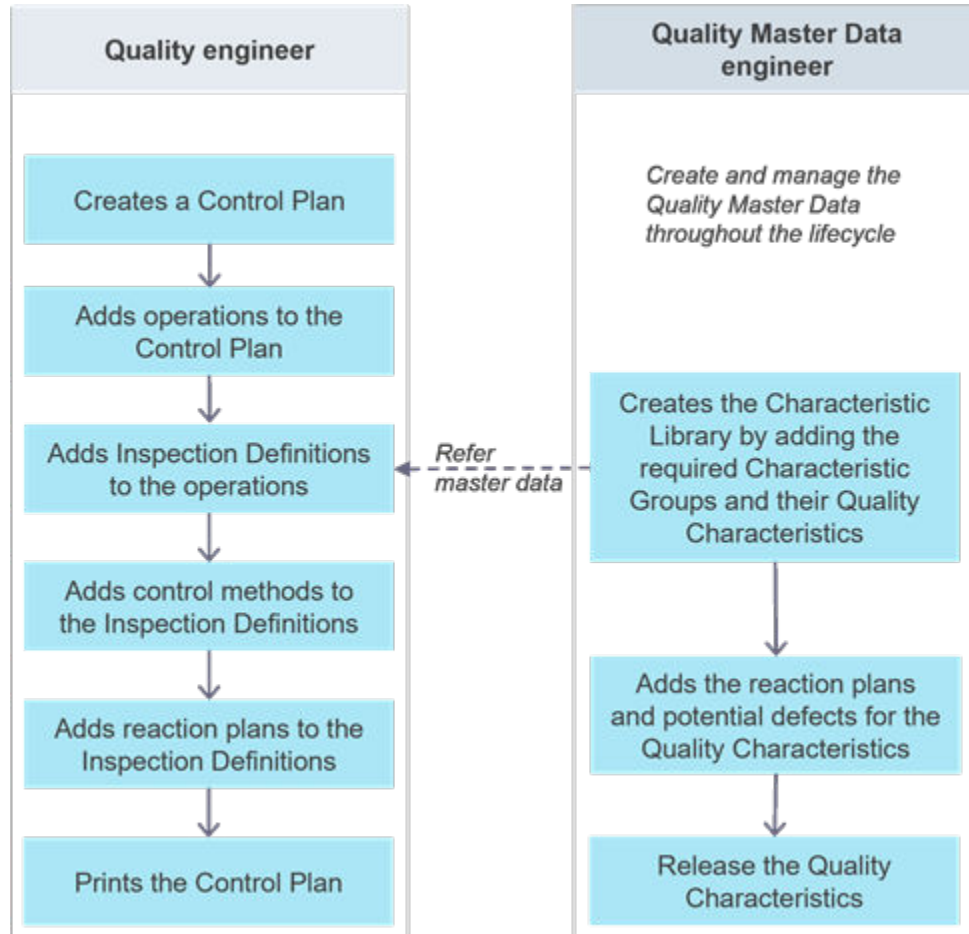 Quality engineer
Creates a Control Plan
Adds operations to the
Control Plan
Adds Inspection Definitions
to the operations
Adds control methods to
the Inspection Definitions
Adds reaction plans to the
Inspection Definitions
Prints the Control Plan
Refer
master data
Quality Master Data
engineer
Create and manage the
Quality Master Data
throughout the lifecycle
Creates the Characteristic
Library by adding the
required Characteristic
Groups and their Quality
Characteristics
Adds the reaction plans
and potential defects for the
Quality Characteristics
Release the Quality
Characteristics